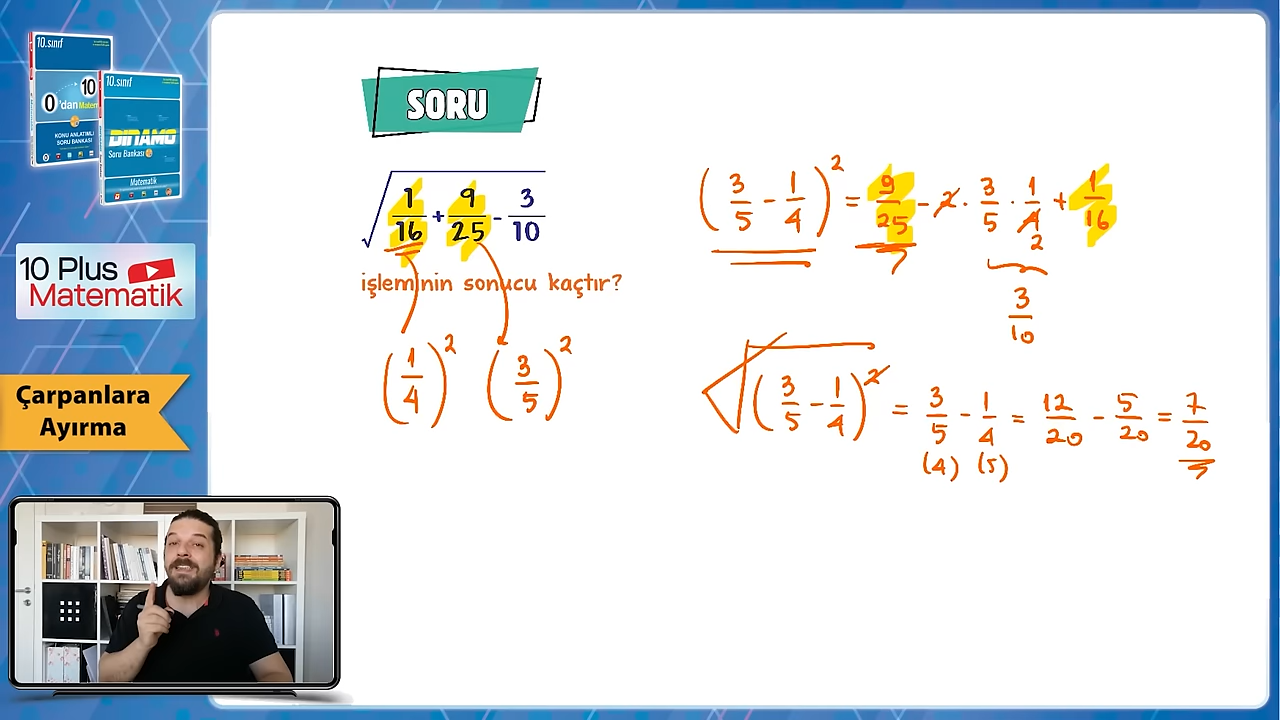 10.sınıf
0'dan 10
KONU ANLATIMLI
SORU BANKASI
10.sınıf
DİNAMO
Soru Bankası
Matematik
10 Plus
Matematik
Çarpanlara
Ayırma
SORU
√(1/16 + 9/25 - 3/10)
işleminin sonucu kaçtır?
(1/4)² (3/5)²
(3/5 - 1/4)² = 9/25 - 2 · 3/5 · 1/4 + 1/16
2
3/10
√(3/5 - 1/4)² = 3/5 - 1/4 = 12/20 - 5/20 = 7/20
(4) (5)